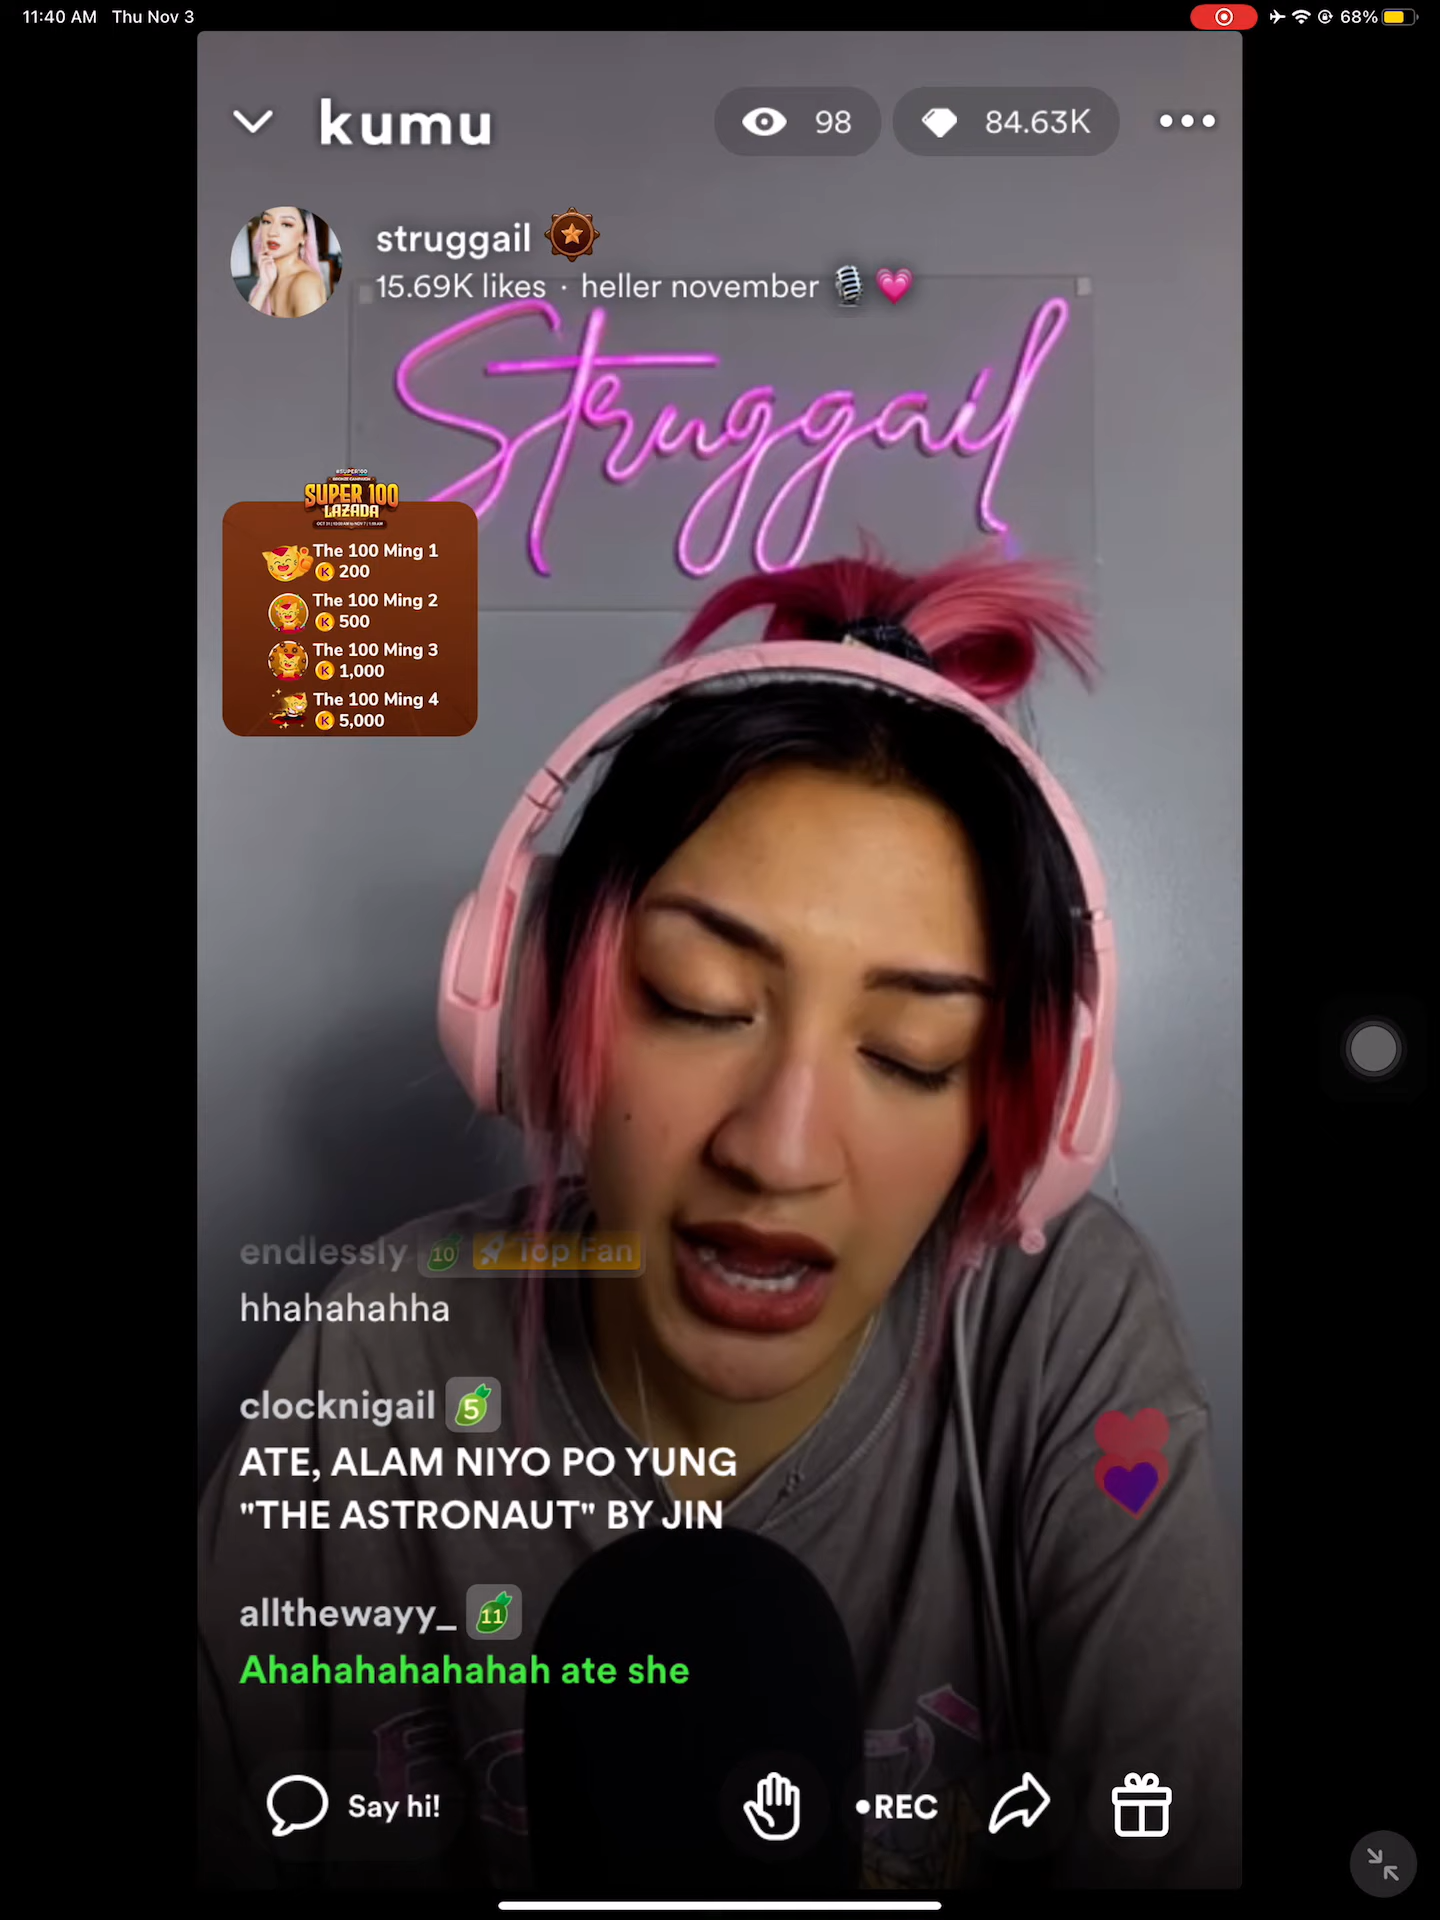 11:40 AM Thu Nov 3
68%
kumu
98
84.63K
struggail
15.69K likes · heller november
Struggail
#SUPER100
SUPER 100
LAZADA
The 100 Ming 1
K 200
The 100 Ming 2
K 500
The 100 Ming 3
K 1,000
The 100 Ming 4
K 5,000
endlessly 10 Top Fan
hhahahahha
clocknigail 5
ATE, ALAM NIYO PO YUNG
"THE ASTRONAUT" BY JIN
allthewayy_ 11
Ahahahahahahah ate she
Say hi!
•REC